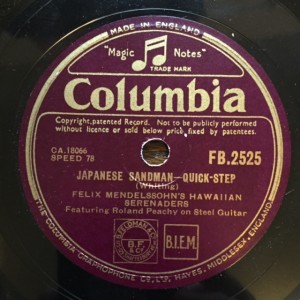 MADE IN ENGLAND
"Magic Notes"
TRADE MARK
Columbia
Copyright, patented Record. Not to be publicly performed
without licence or sold below price fixed by patentees.
CA.18066
SPEED 78
FB.2525
JAPANESE SANDMAN—QUICK-STEP
(Whiting)
FELIX MENDELSSOHN'S HAWAIIAN
SERENADERS
Featuring Roland Peachy on Steel Guitar
B.F.
& Co
B.I.E.M.
THE COLUMBIA GRAPHOPHONE CO. LTD., HAYES, MIDDLESEX, ENGLAND.